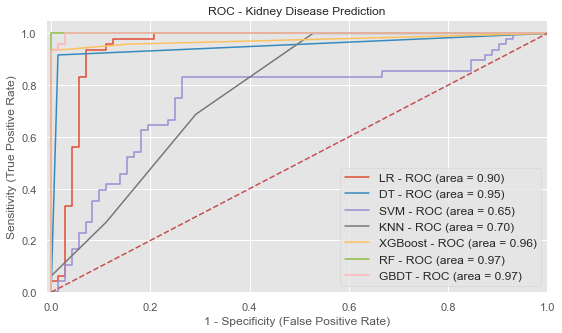 ROC - Kidney Disease Prediction
Sensitivity (True Positive Rate)
1.0
0.8
0.6
0.4
0.2
0.0
LR - ROC (area = 0.90)
DT - ROC (area = 0.95)
SVM - ROC (area = 0.65)
KNN - ROC (area = 0.70)
XGBoost - ROC (area = 0.96)
RF - ROC (area = 0.97)
GBDT - ROC (area = 0.97)
0.0 0.2 0.4 0.6 0.8 1.0
1 - Specificity (False Positive Rate)